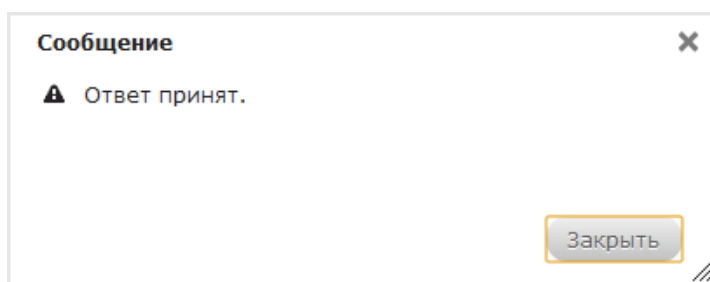 Сообщение
Ответ принят.
Закрыть